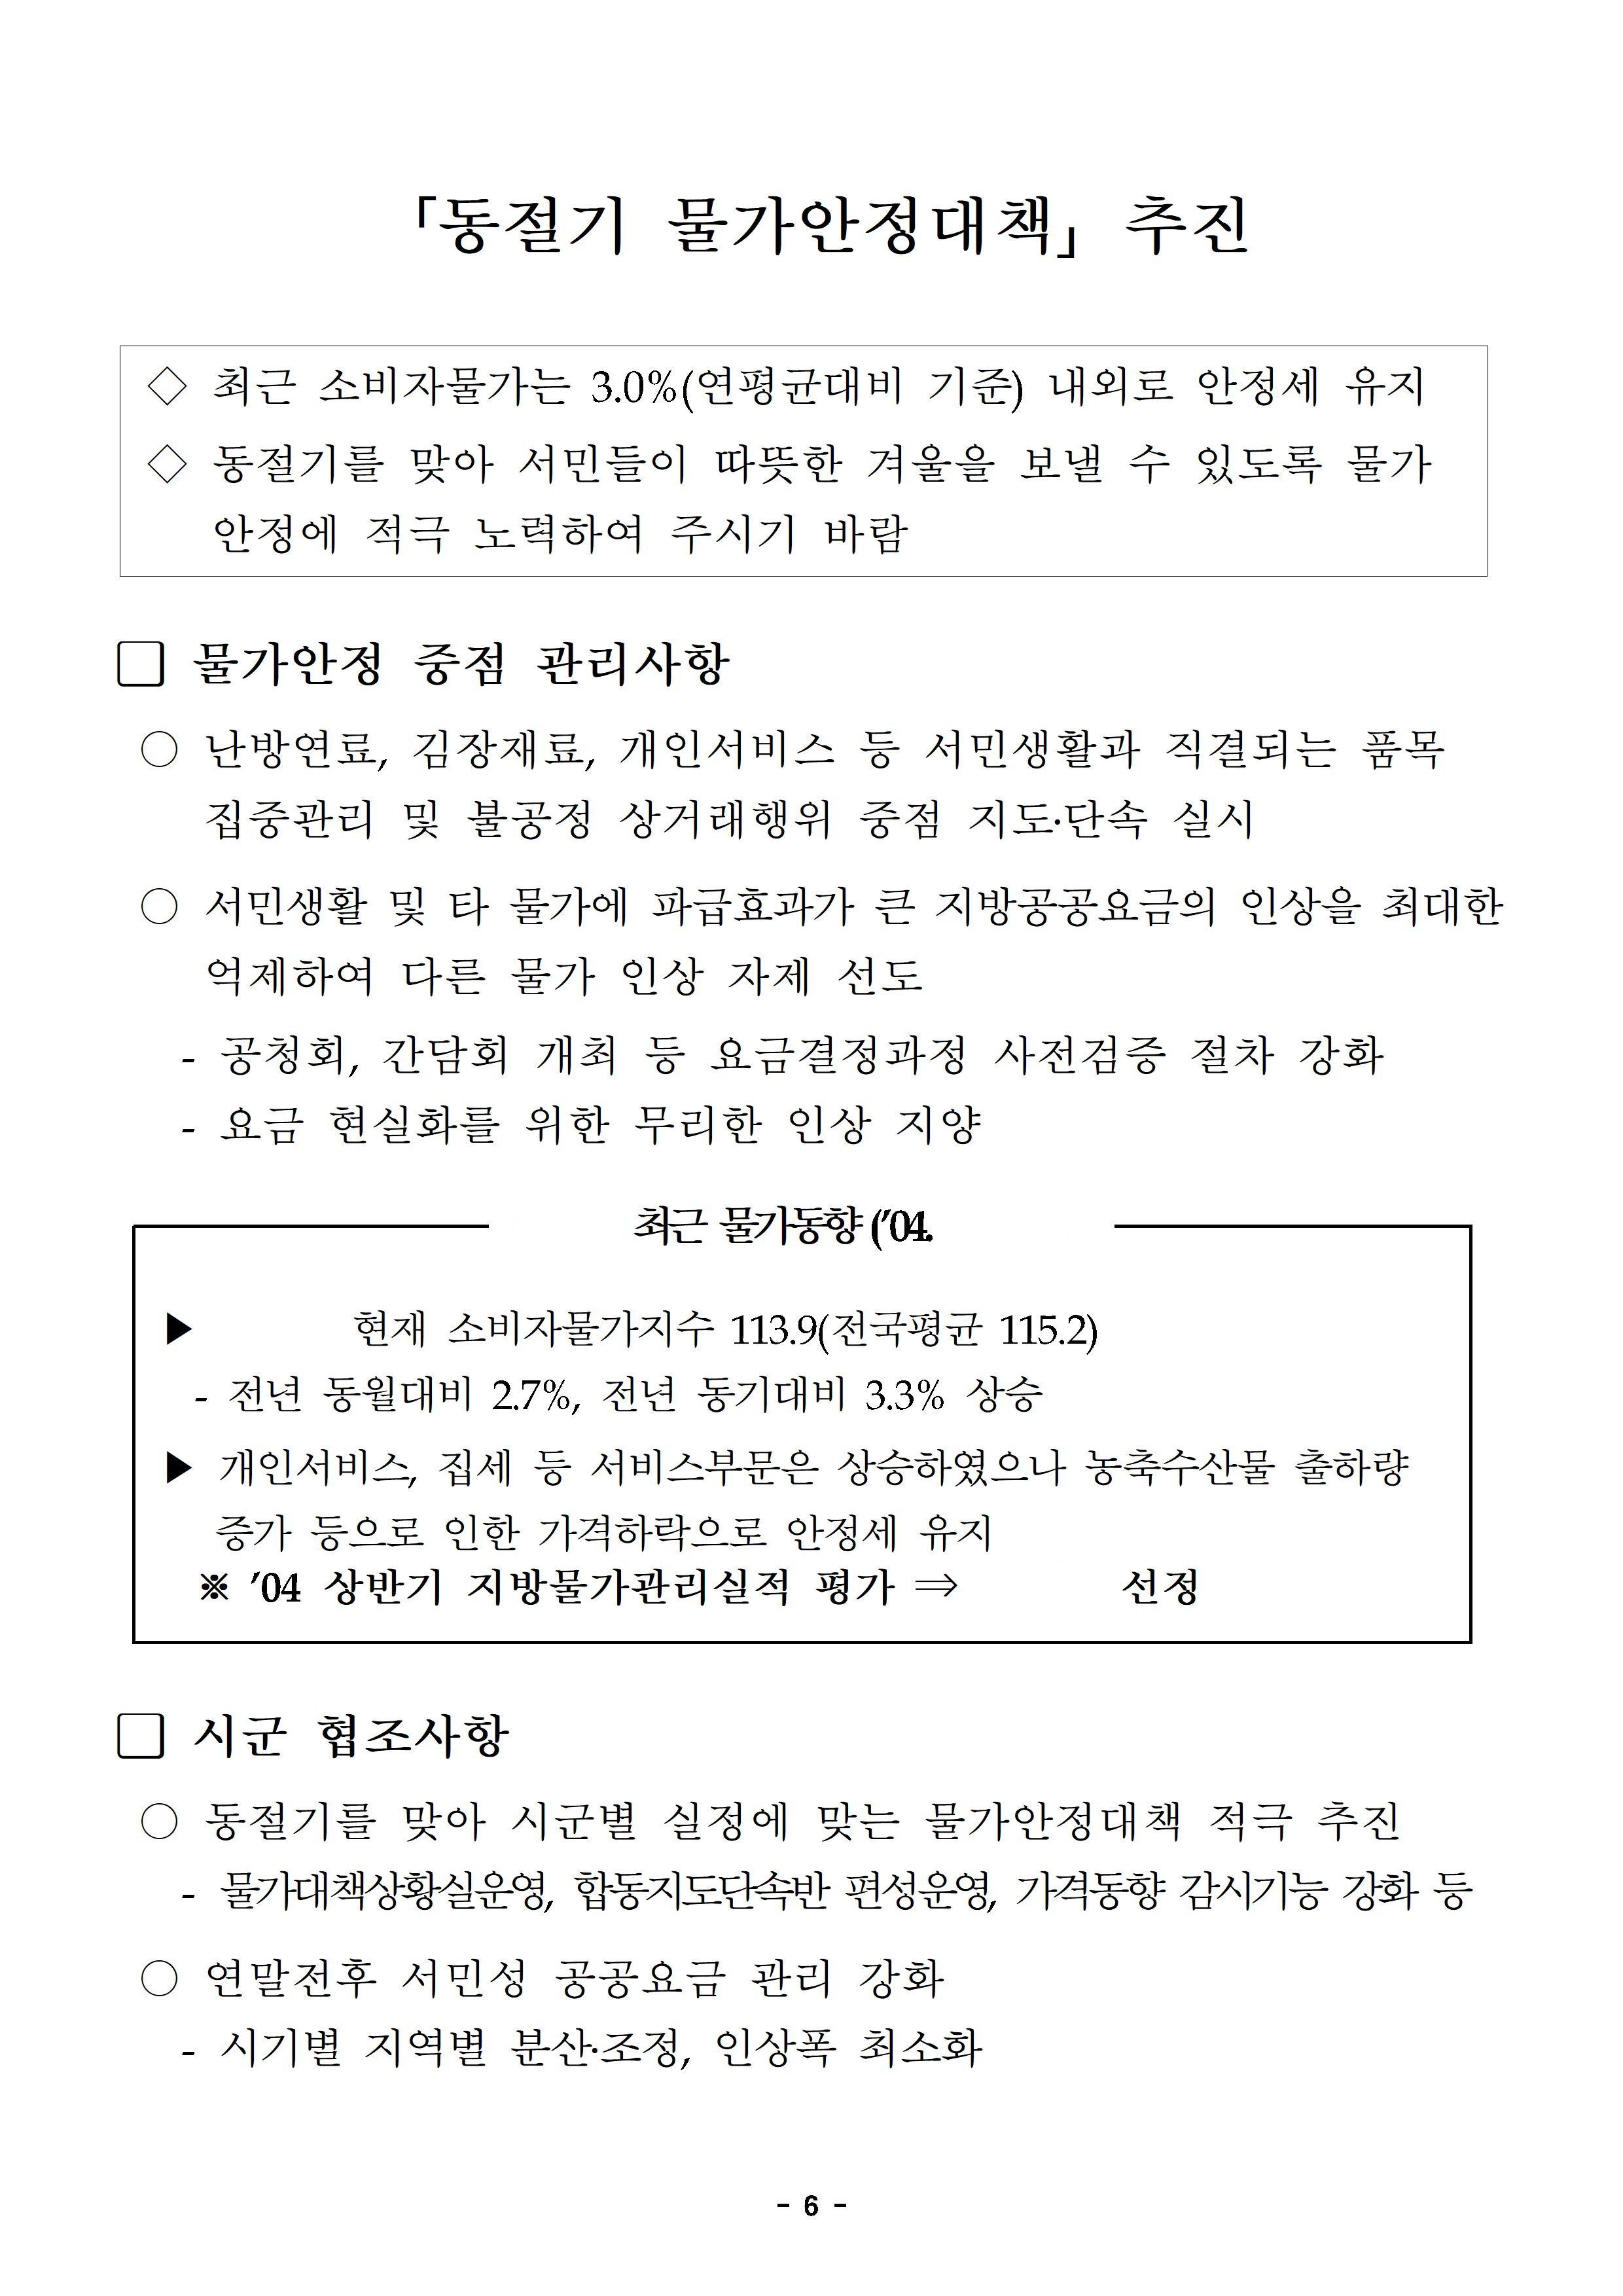 「동절기 물가안정대책」 추진
◇ 최근 소비자물가는 3.0%(연평균대비 기준) 내외로 안정세 유지
◇ 동절기를 맞아 서민들이 따뜻한 겨울을 보낼 수 있도록 물가
안정에 적극 노력하여 주시기 바람
□ 물가안정 중점 관리사항
○ 난방연료, 김장재료, 개인서비스 등 서민생활과 직결되는 품목
집중관리 및 불공정 상거래행위 중점 지도·단속 실시
○ 서민생활 및 타 물가에 파급효과가 큰 지방공공요금의 인상을 최대한
억제하여 다른 물가 인상 자제 선도
- 공청회, 간담회 개최 등 요금결정과정 사전검증 절차 강화
- 요금 현실화를 위한 무리한 인상 지양
최근 물가동향 ('04.
▶ 현재 소비자물가지수 113.9(전국평균 115.2)
- 전년 동월대비 2.7%, 전년 동기대비 3.3% 상승
▶ 개인서비스, 집세 등 서비스부문은 상승하였으나 농축수산물 출하량
증가 등으로 인한 가격하락으로 안정세 유지
※ '04 상반기 지방물가관리실적 평가 ⇒ 선정
□ 시군 협조사항
○ 동절기를 맞아 시군별 실정에 맞는 물가안정대책 적극 추진
- 물가대책상황실운영, 합동지도단속반 편성운영, 가격동향 감시기능 강화 등
○ 연말전후 서민성 공공요금 관리 강화
- 시기별 지역별 분산·조정, 인상폭 최소화
- 6 -